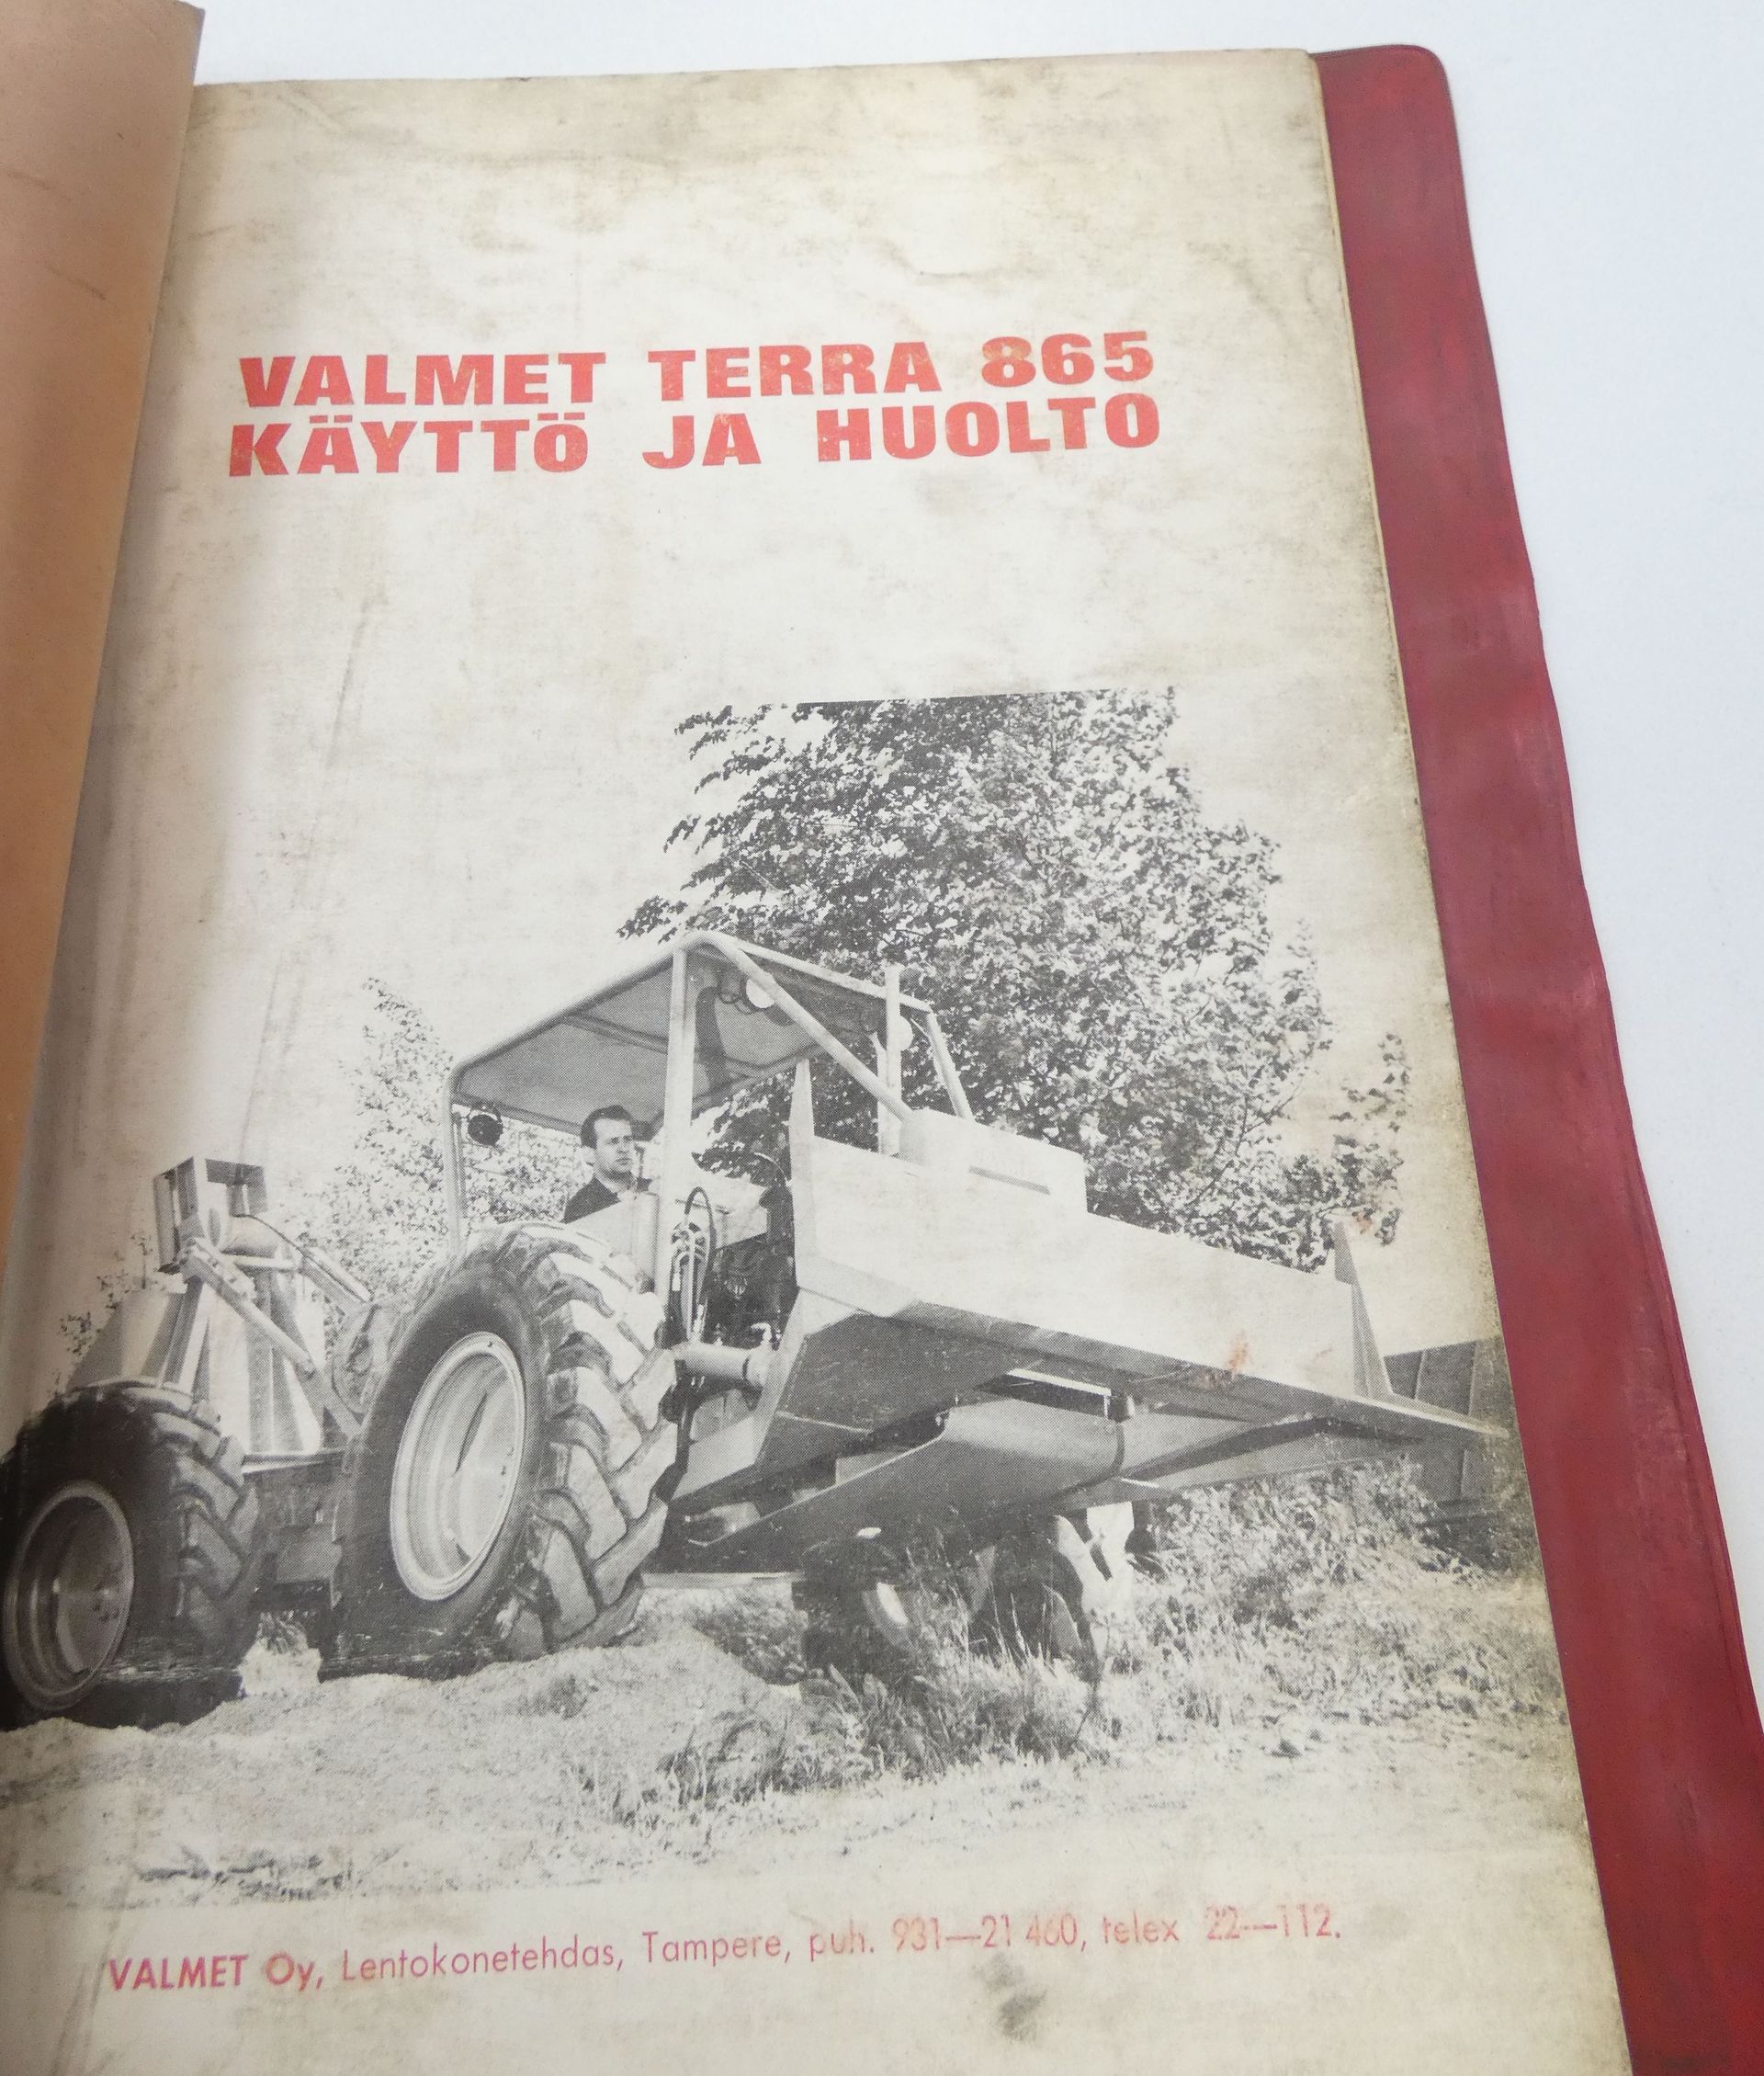 VALMET TERRA 865
KÄYTTÖ JA HUOLTO
VALMET Oy, Lentokonetehdas, Tampere, puh. 931—21 460, telex 22—112.